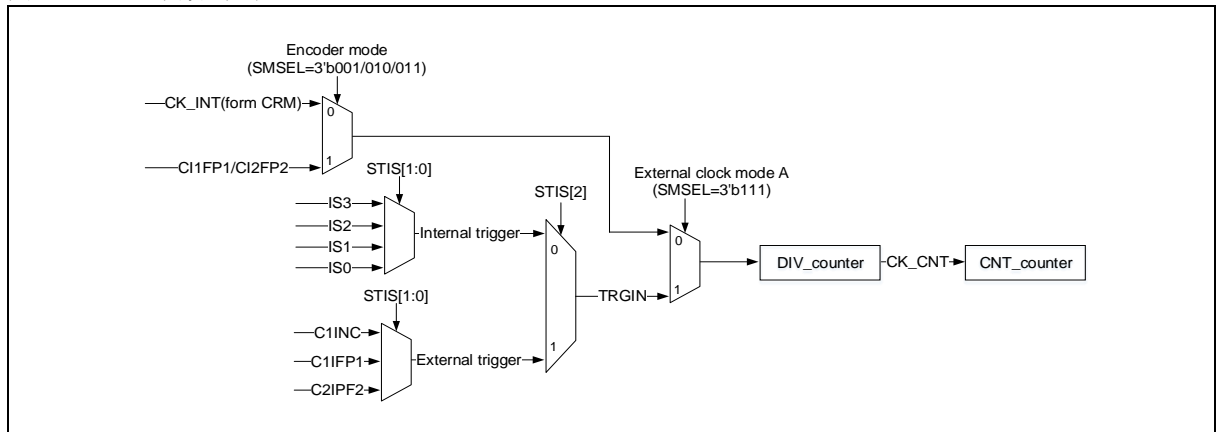 Encoder mode
(SMSEL=3'b001/010/011)
CK_INT(form CRM)
0
CI1FP1/CI2FP2
1
STIS[1:0]
IS3
IS2
IS1
IS0
Internal trigger
STIS[2]
0
External clock mode A
(SMSEL=3'b111)
0
DIV_counter
CK_CNT
CNT_counter
TRGIN
1
STIS[1:0]
C1INC
C1IFP1
C2IPF2
External trigger
1